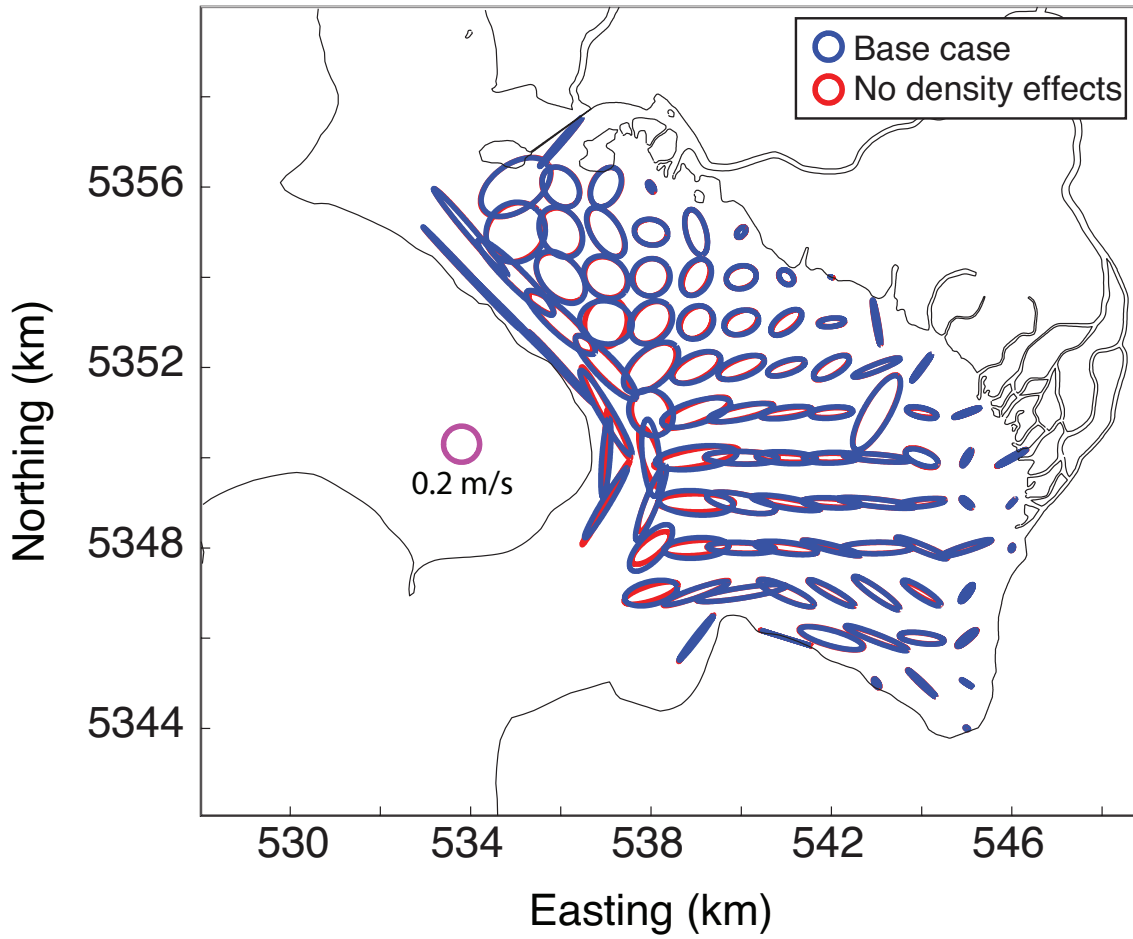 Base case
No density effects
5356
5352
5348
5344
Northing (km)
0.2 m/s
530
534
538
542
546
Easting (km)